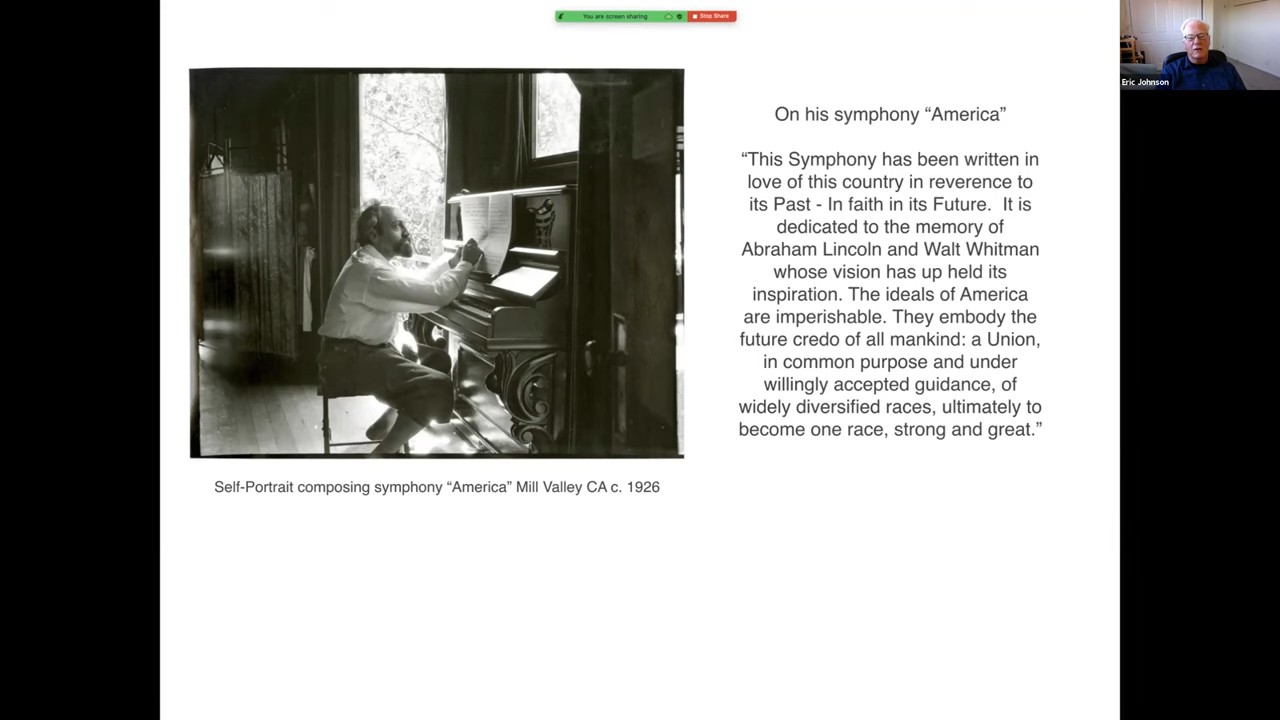 You are screen sharing
Stop Share
Eric Johnson
On his symphony “America”
“This Symphony has been written in
love of this country in reverence to
its Past - In faith in its Future.  It is
dedicated to the memory of
Abraham Lincoln and Walt Whitman
whose vision has up held its
inspiration. The ideals of America
are imperishable. They embody the
future credo of all mankind: a Union,
in common purpose and under
willingly accepted guidance, of
widely diversified races, ultimately to
become one race, strong and great.”
Self-Portrait composing symphony “America” Mill Valley CA c. 1926